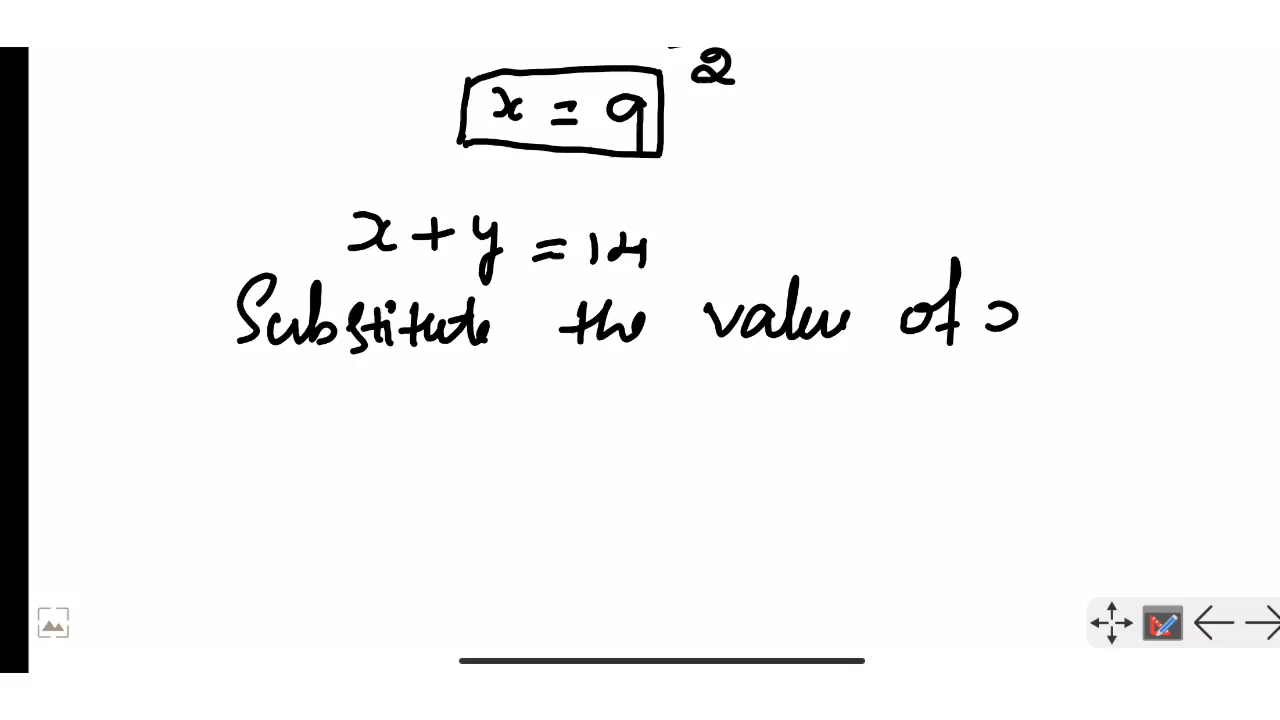 2
x = 9
x + y = 14
Substitute the value of